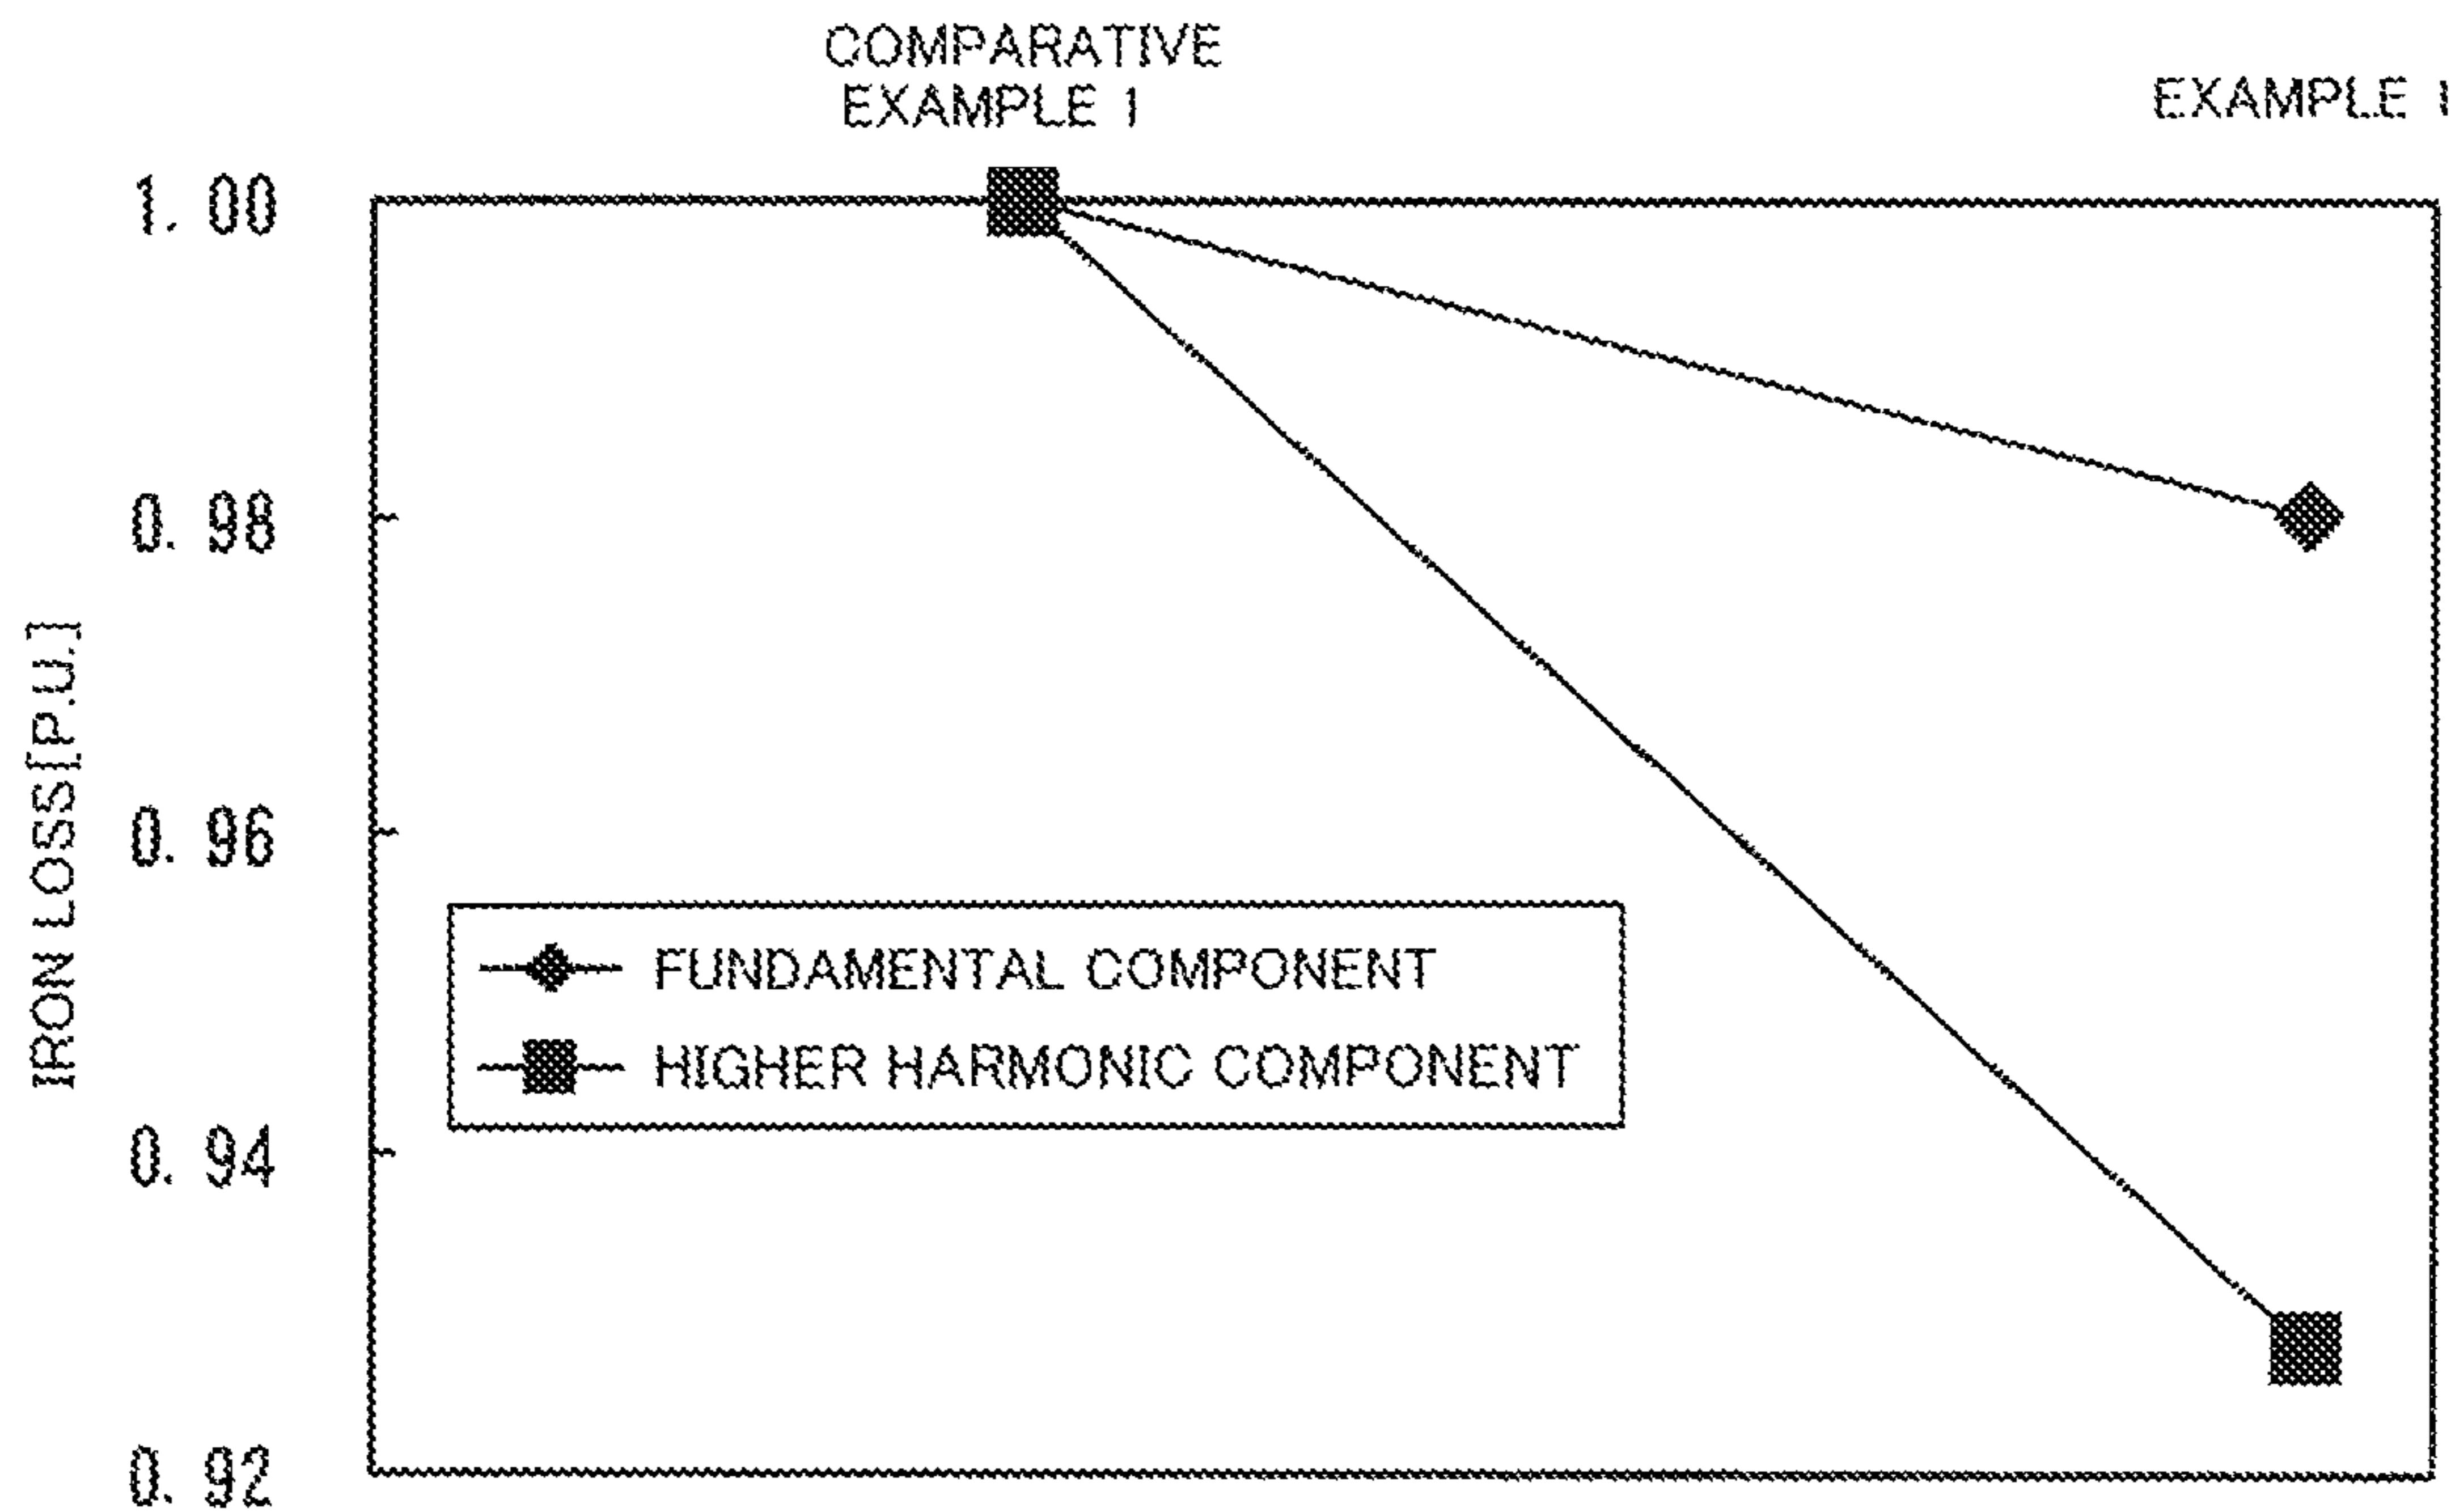 COMPARATIVE
EXAMPLE 1
EXAMPLE 1
1.00
0.98
0.96
0.94
0.92
IRON LOSS[P.U.]
FUNDAMENTAL COMPONENT
HIGHER HARMONIC COMPONENT